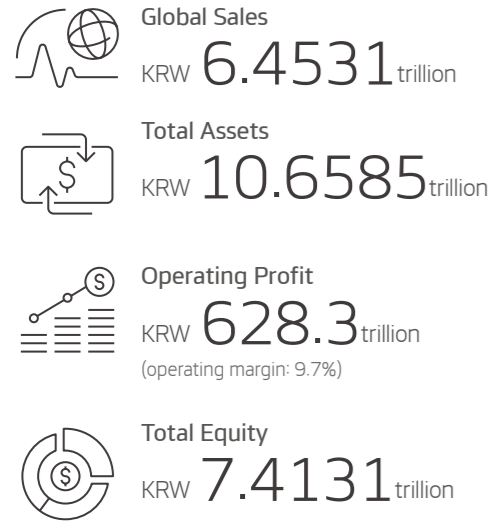 Global Sales
KRW 6.4531 trillion
Total Assets
KRW 10.6585 trillion
Operating Profit
KRW 628.3 trillion
(operating margin: 9.7%)
Total Equity
KRW 7.4131 trillion